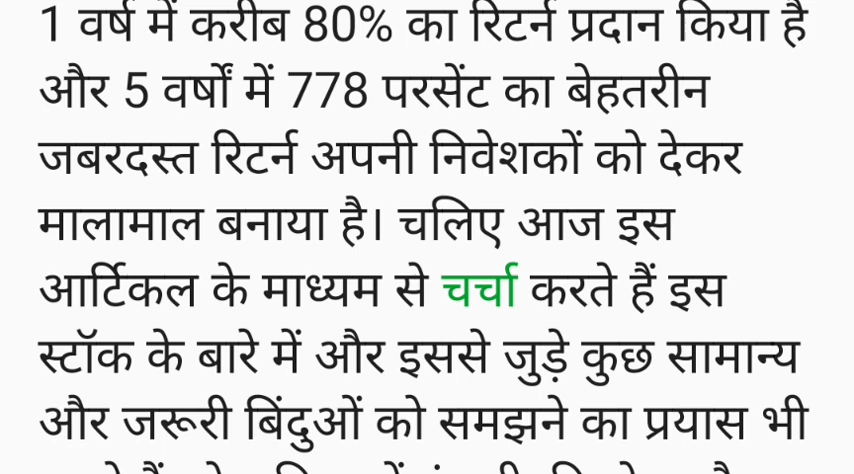 1 वर्ष में करीब 80% का रिटर्न प्रदान किया है
और 5 वर्षों में 778 परसेंट का बेहतरीन
जबरदस्त रिटर्न अपनी निवेशकों को देकर
मालामाल बनाया है। चलिए आज इस
आर्टिकल के माध्यम से चर्चा करते हैं इस
स्टॉक के बारे में और इससे जुड़े कुछ सामान्य
और जरूरी बिंदुओं को समझने का प्रयास भी